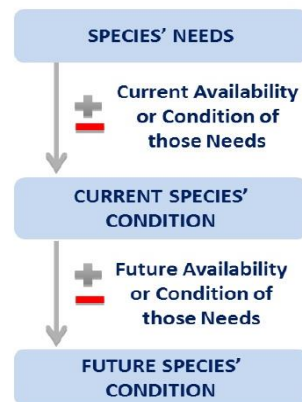 SPECIES' NEEDS
Current Availability
or Condition of
those Needs
CURRENT SPECIES'
CONDITION
Future Availability
or Condition of
those Needs
FUTURE SPECIES'
CONDITION